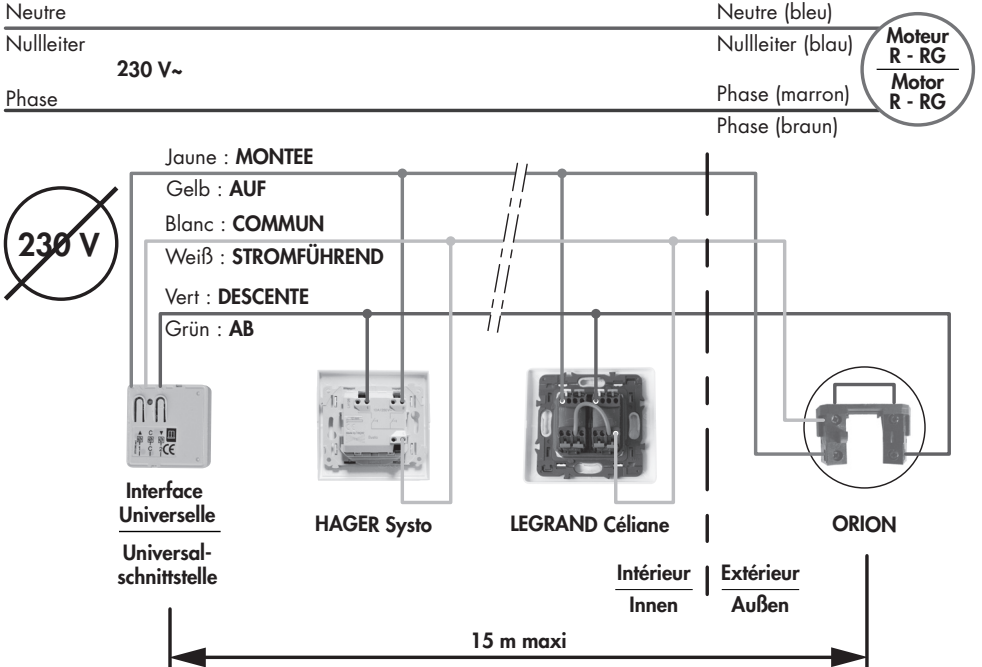 Neutre
Nullleiter
230 V~
Phase
Neutre (bleu)
Nullleiter (blau)
Phase (marron)
Phase (braun)
Moteur
R - RG
Motor
R - RG
Jaune : MONTEE
Gelb : AUF
Blanc : COMMUN
Weiß : STROMFÜHREND
Vert : DESCENTE
Grün : AB
230 V
Interface
Universelle
Universal-
schnittstelle
HAGER Systo
LEGRAND Céliane
ORION
Intérieur
Innen
Extérieur
Außen
15 m maxi